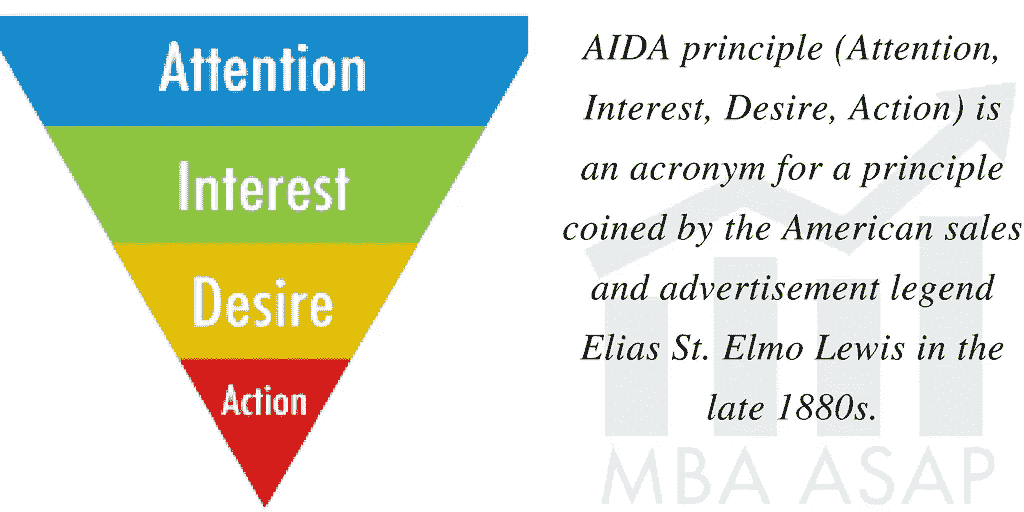 Attention
Interest
Desire
Action
AIDA principle (Attention,
Interest, Desire, Action) is
an acronym for a principle
coined by the American sales
and advertisement legend
Elias St. Elmo Lewis in the
late 1880s.
MBA ASAP